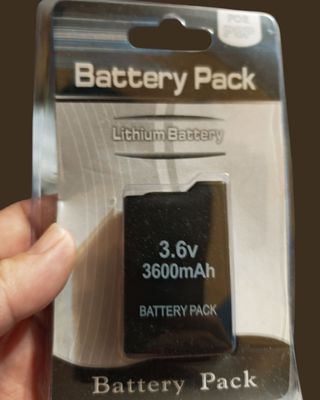 FOR
PSP
Battery Pack
Lithium Battery
3.6v
3600mAh
BATTERY PACK
Battery Pack